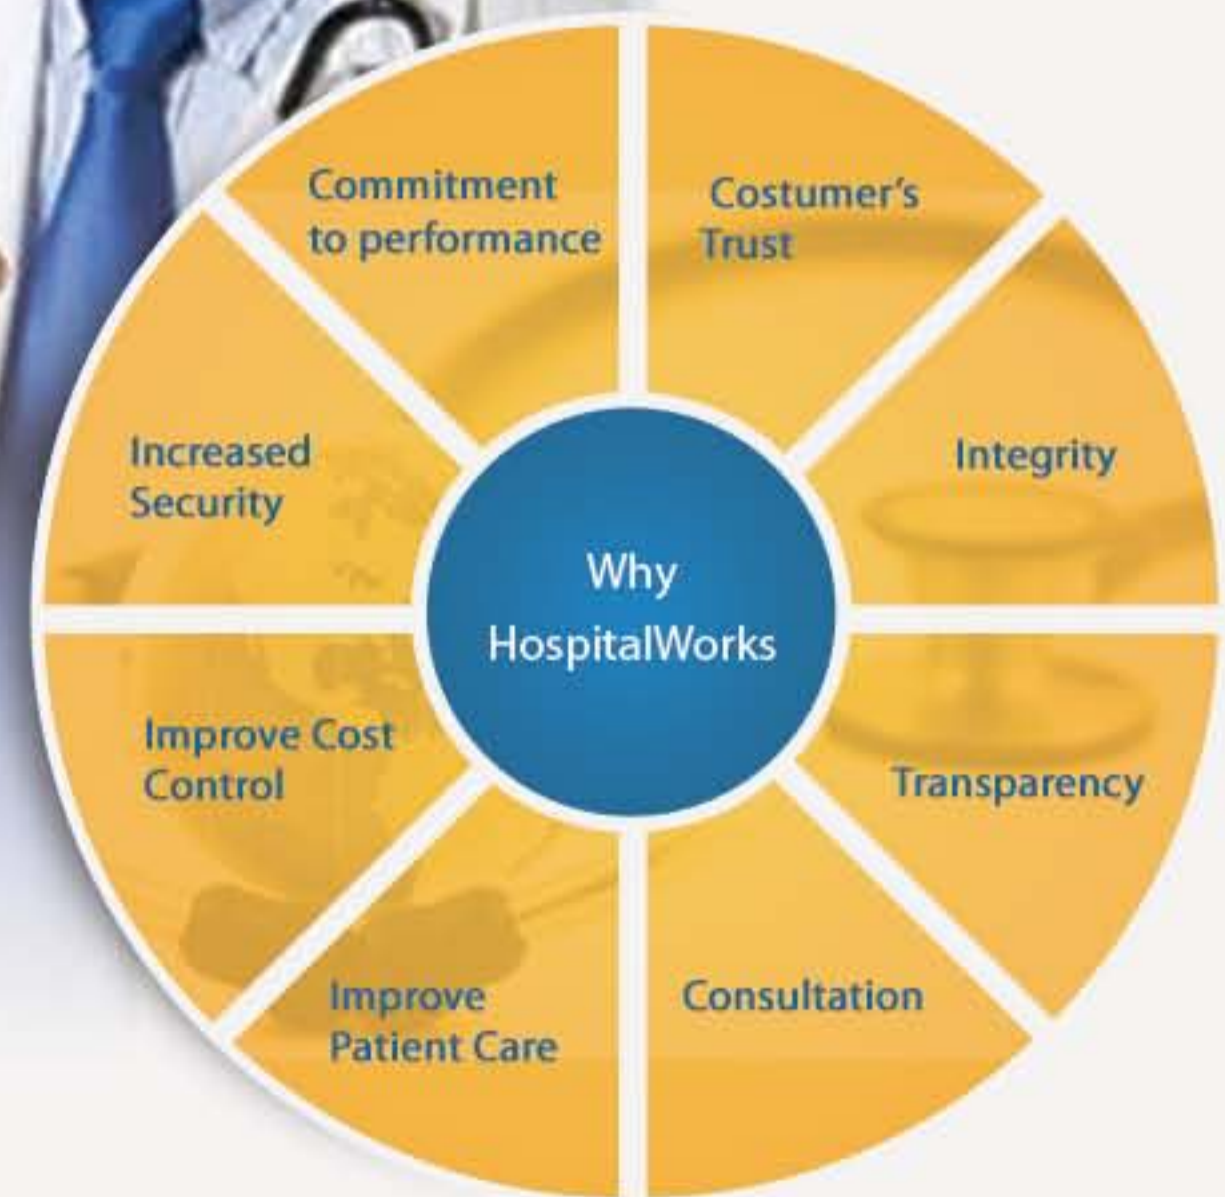 Commitment
to performance
Costumer's
Trust
Integrity
Transparency
Consultation
Improve
Patient Care
Improve Cost
Control
Increased
Security
Why
HospitalWorks